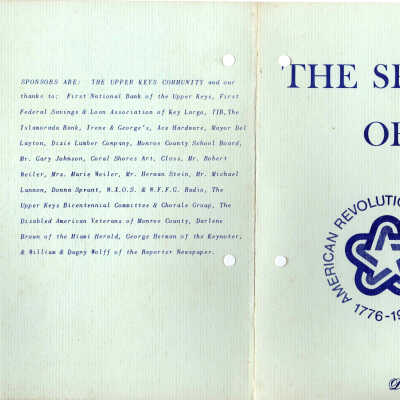 SPONSORS ARE: THE UPPER KEYS COMMUNITY and our
thanks to: First National Bank of the Upper Keys, First
Federal Savings & Loan Association of Key Largo, TIB, The
Islamorada Bank, Irene & George's, Ace Hardware, Mayor Del
Layton, Dixie Lumber Company, Monroe County School Board,
Mr. Gary Johnson, Coral Shores Art, Class, Mr. Robert
Weiler, Mrs. Marie Weiler, Mr. Herman Stein, Mr. Michael
Lannon, Donna Sprunt, W.I.O.S. & W.F.F.G. Radio, The
Upper Keys Bicentennial Committee & Chorale Group, The
Disabled American Veterans of Monroe County, Darlene
Brown of the Miami Herald, George Herman of the Keynoter,
& William & Dagny Wolff of the Reporter Newspaper.
THE SE
OF
AMERICAN REVOLUTIO
1776-19